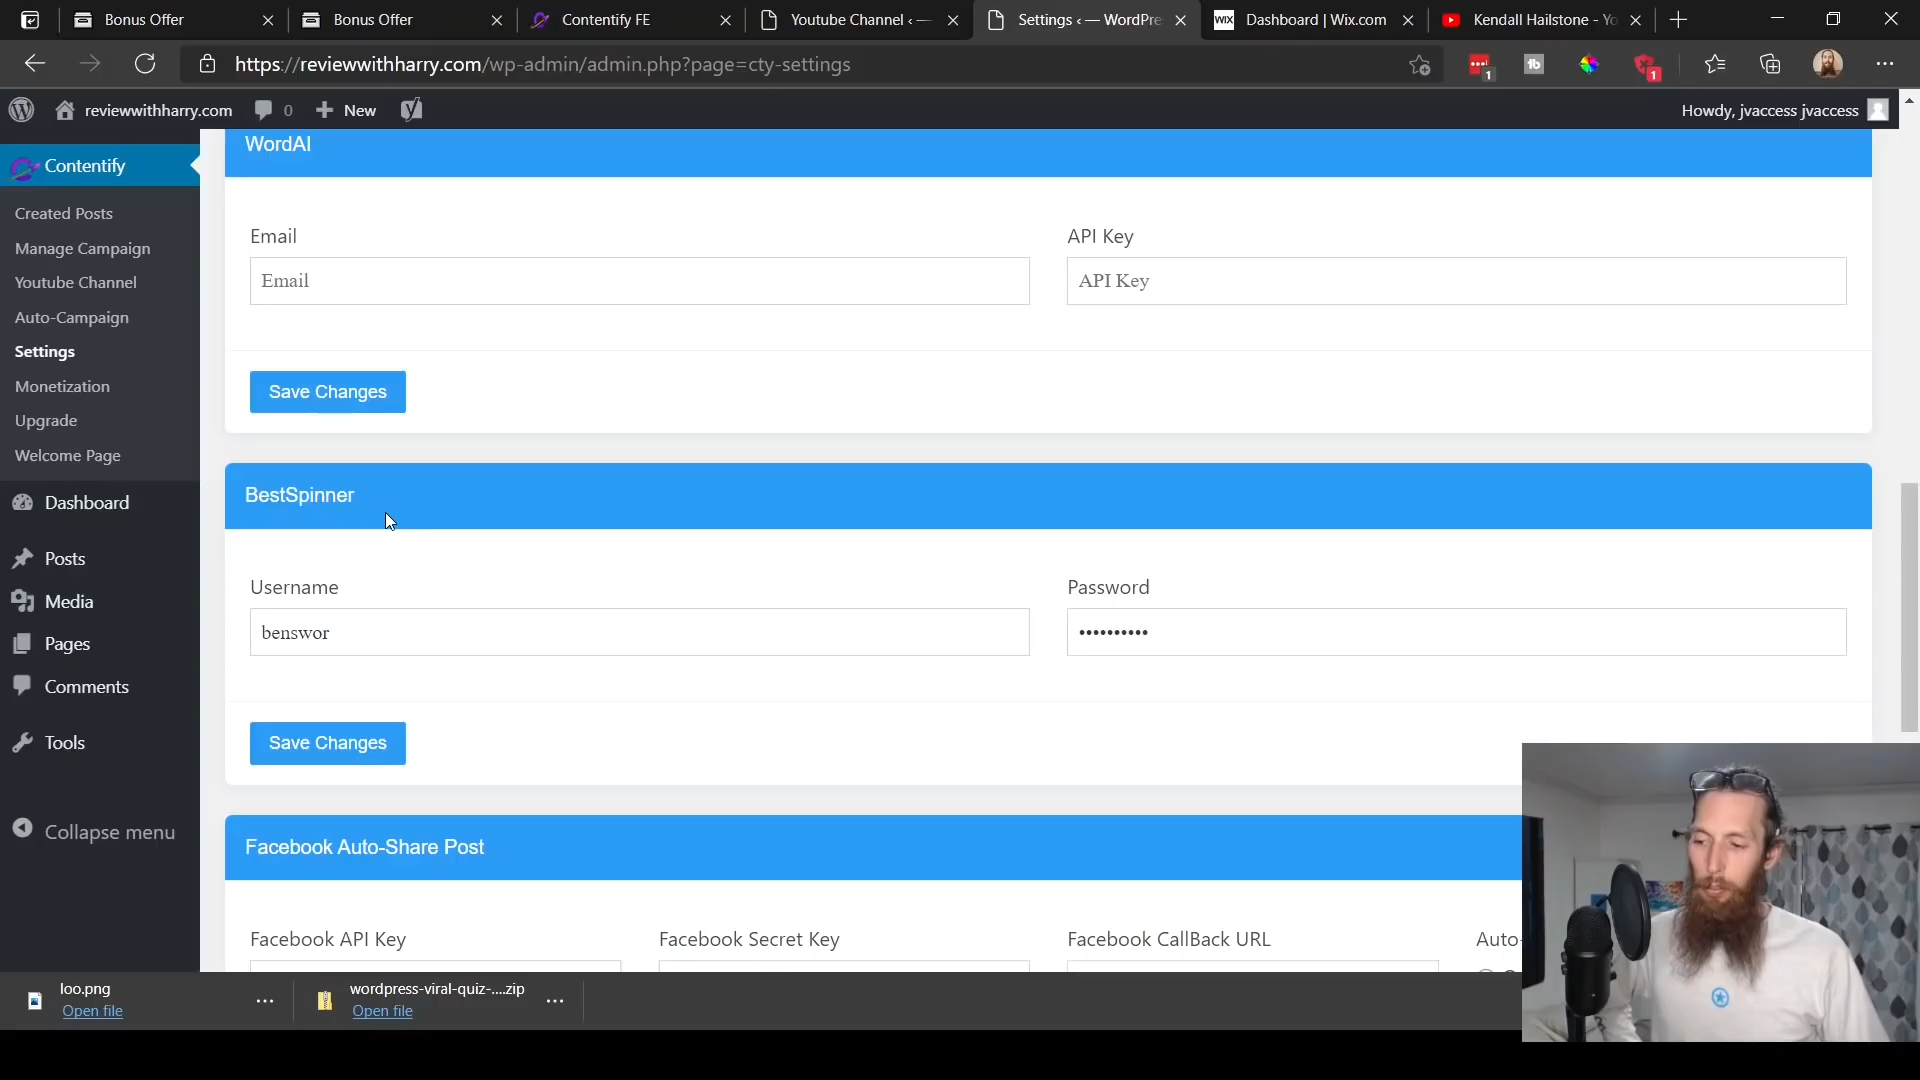 Bonus Offer
Bonus Offer
Contentify FE
Youtube Channel ‹ —
Settings ‹ — WordPre
WIX Dashboard | Wix.com
Kendall Hailstone - Yo
https://reviewwithharry.com/wp-admin/admin.php?page=cty-settings
1
tb
1
reviewwithharry.com
0
New
Howdy, jvaccess jvaccess
Contentify
Created Posts
Manage Campaign
Youtube Channel
Auto-Campaign
Settings
Monetization
Upgrade
Welcome Page
Dashboard
Posts
Media
Pages
Comments
Tools
Collapse menu
WordAI
Email
API Key
Email
API Key
Save Changes
BestSpinner
Username
Password
benswor
••••••••••
Save Changes
Facebook Auto-Share Post
Facebook API Key
Facebook Secret Key
Facebook CallBack URL
Auto-
loo.png
Open file
wordpress-viral-quiz-....zip
Open file